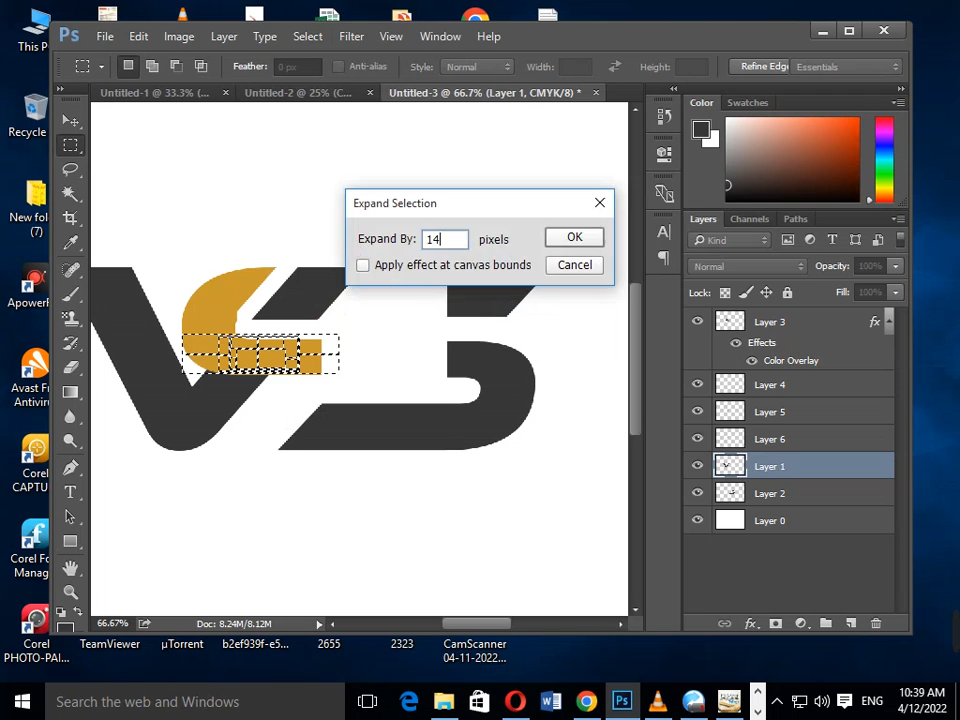 This P
Recycle
New fol
(7)
ApowerR
Avast Fr
Antiviru
Corel
CAPTUR
Corel Fo
Manag
Corel
PHOTO-PAI...
Ps
File
Edit
Image
Layer
Type
Select
Filter
View
Window
Help
Feather:
0 px
Anti-alias
Style:
Normal
Width:
Height:
Refine Edg
Essentials
Untitled-1 @ 33.3% (...
Untitled-2 @ 25% (C...
Untitled-3 @ 66.7% (Layer 1, CMYK/8) *
Expand Selection
Expand By:
14
pixels
OK
Apply effect at canvas bounds
Cancel
Color
Swatches
Layers
Channels
Paths
Kind
Normal
Opacity:
100%
Lock:
Fill:
100%
Layer 3
fx
Effects
Color Overlay
Layer 4
Layer 5
Layer 6
Layer 1
Layer 2
Layer 0
66.67%
Doc: 8.24M/8.12M
TeamViewer
µTorrent
b2ef939f-e5...
2655
2323
CamScanner
04-11-2022...
Search the web and Windows
ENG
10:39 AM
4/12/2022